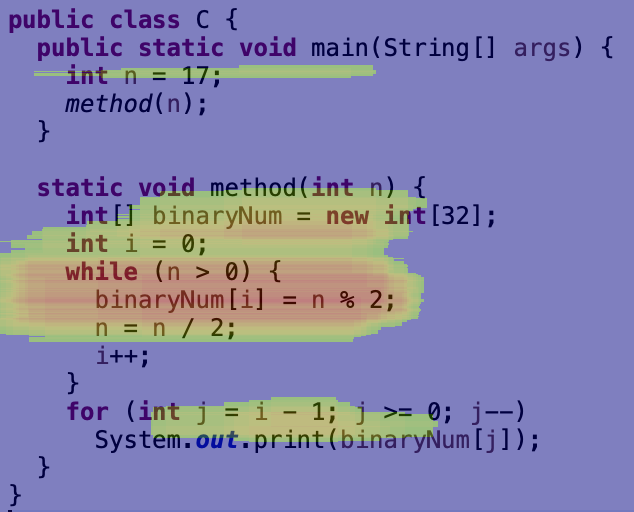 public class C {
public static void main(String[] args) {
int n = 17;
method(n);
}
static void method(int n) {
int[] binaryNum = new int[32];
int i = 0;
while (n > 0) {
binaryNum[i] = n % 2;
n = n / 2;
i++;
}
for (int j = i - 1; j >= 0; j--)
System.out.print(binaryNum[j]);
}
}